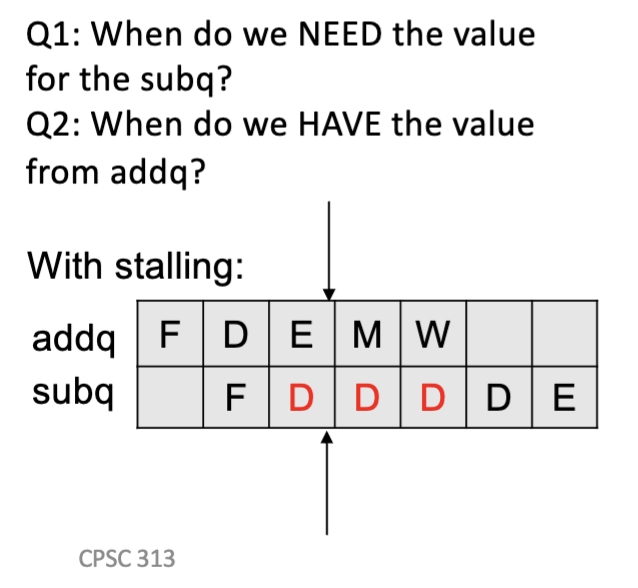 Q1: When do we NEED the value
for the subq?
Q2: When do we HAVE the value
from addq?
With stalling:
addq F D E M W
subq F D D D D E
CPSC 313